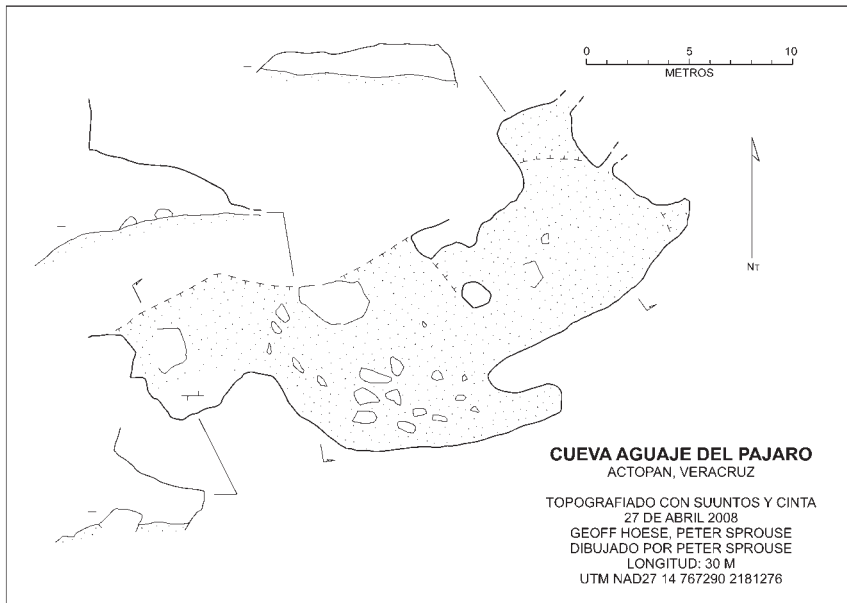 0 5 10
METROS
NT
CUEVA AGUAJE DEL PAJARO
ACTOPAN, VERACRUZ
TOPOGRAFIADO CON SUUNTOS Y CINTA
27 DE ABRIL 2008
GEOFF HOESE, PETER SPROUSE
DIBUJADO POR PETER SPROUSE
LONGITUD: 30 M
UTM NAD27 14 767290 2181276